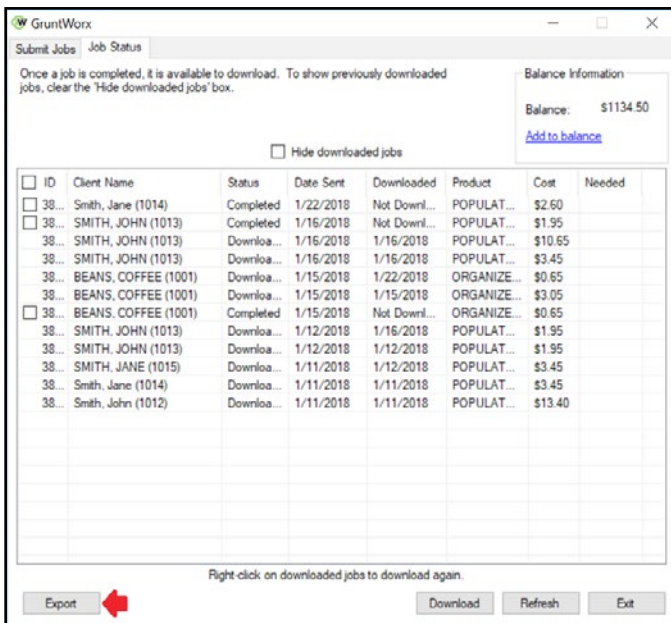 GruntWorx
Submit Jobs Job Status
Once a job is completed, it is available to download. To show previously downloaded
jobs, clear the 'Hide downloaded jobs' box.
Balance Information
Balance: $1134.50
Add to balance
Hide downloaded jobs
ID Client Name Status Date Sent Downloaded Product Cost Needed
38... Smith, Jane (1014) Completed 1/22/2018 Not Downl... POPULAT... $2.60
38... SMITH, JOHN (1013) Completed 1/16/2018 Not Downl... POPULAT... $1.95
38... SMITH, JOHN (1013) Downloa... 1/16/2018 1/16/2018 POPULAT... $10.65
38... SMITH, JOHN (1013) Downloa... 1/16/2018 1/16/2018 POPULAT... $3.45
38... BEANS, COFFEE (1001) Downloa... 1/15/2018 1/22/2018 ORGANIZE... $0.65
38... BEANS, COFFEE (1001) Downloa... 1/15/2018 1/15/2018 ORGANIZE... $3.05
38... BEANS, COFFEE (1001) Completed 1/15/2018 Not Downl... ORGANIZE... $0.65
38... SMITH, JOHN (1013) Downloa... 1/12/2018 1/16/2018 POPULAT... $1.95
38... SMITH, JOHN (1013) Downloa... 1/12/2018 1/12/2018 POPULAT... $1.95
38... SMITH, JANE (1015) Downloa... 1/11/2018 1/12/2018 POPULAT... $3.45
38... Smith, Jane (1014) Downloa... 1/11/2018 1/11/2018 POPULAT... $3.45
38... Smith, John (1012) Downloa... 1/11/2018 1/11/2018 POPULAT... $13.40
Right-click on downloaded jobs to download again.
Export Download Refresh Exit